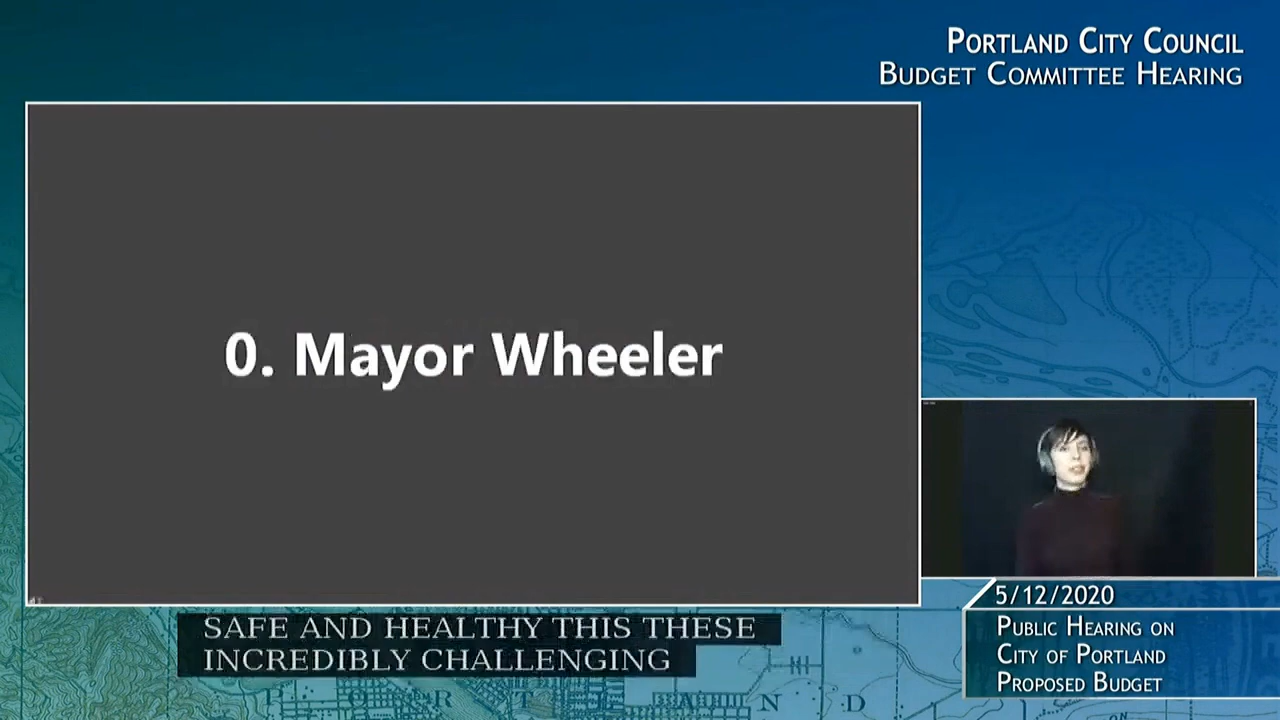 PORTLAND CITY COUNCIL
BUDGET COMMITTEE HEARING
0. Mayor Wheeler
5/12/2020
PUBLIC HEARING ON
CITY OF PORTLAND
PROPOSED BUDGET
SAFE AND HEALTHY THIS THESE
INCREDIBLY CHALLENGING
P O R T L A N D